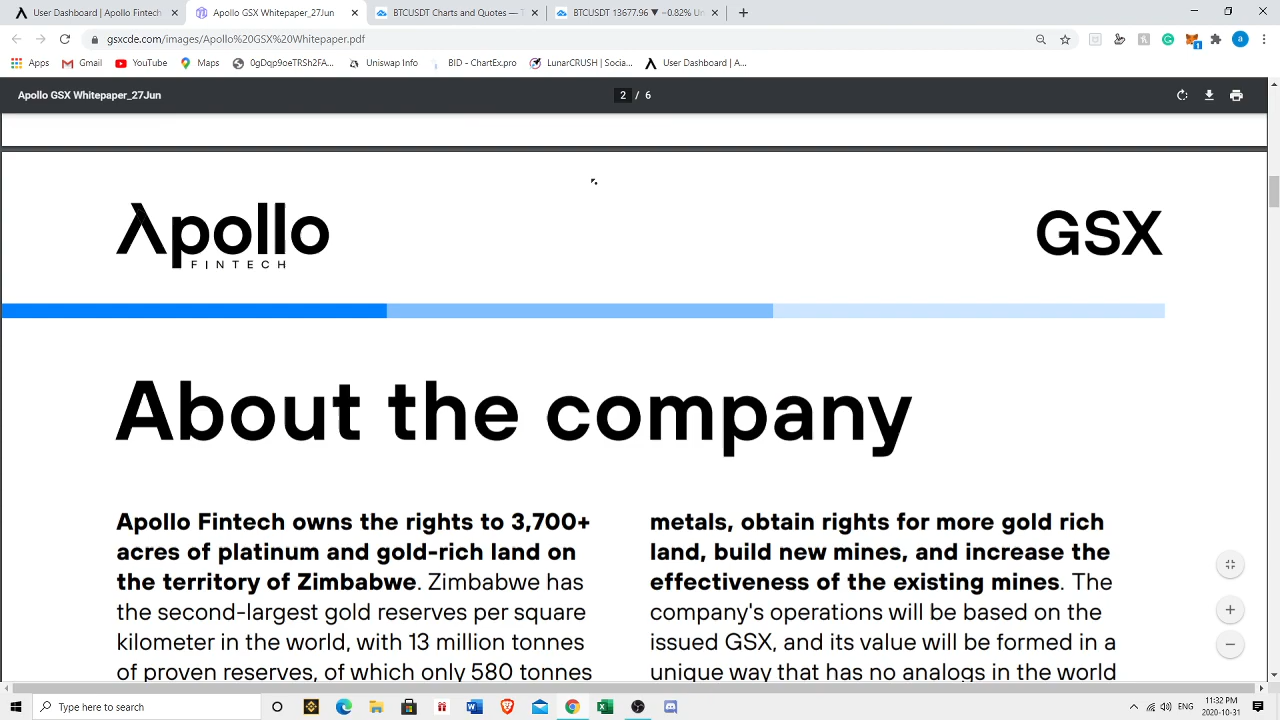 User Dashboard | Apollo Fintech
Apollo GSX Whitepaper_27Jun
BTCUSDT Charts and Quotes — T
BTCUSDT 13677.96 ▼ −0.82% Un
gsxcde.com/images/Apollo%20GSX%20Whitepaper.pdf
Apps
Gmail
YouTube
Maps
Uniswap Info
- ChartEx.pro
LunarCRUSH | Socia...
User Dashboard | A...
Apollo GSX Whitepaper_27Jun
2 / 6
Apollo
FINTECH
GSX
About the company
Apollo Fintech owns the rights to 3,700+
acres of platinum and gold-rich land on
the territory of Zimbabwe. Zimbabwe has
the second-largest gold reserves per square
kilometer in the world, with 13 million tonnes
of proven reserves, of which only 580 tonnes
metals, obtain rights for more gold rich
land, build new mines, and increase the
effectiveness of the existing mines. The
company's operations will be based on the
issued GSX, and its value will be formed in a
unique way that has no analogs in the world
Type here to search
ENG
11:32 PM
2020-10-31